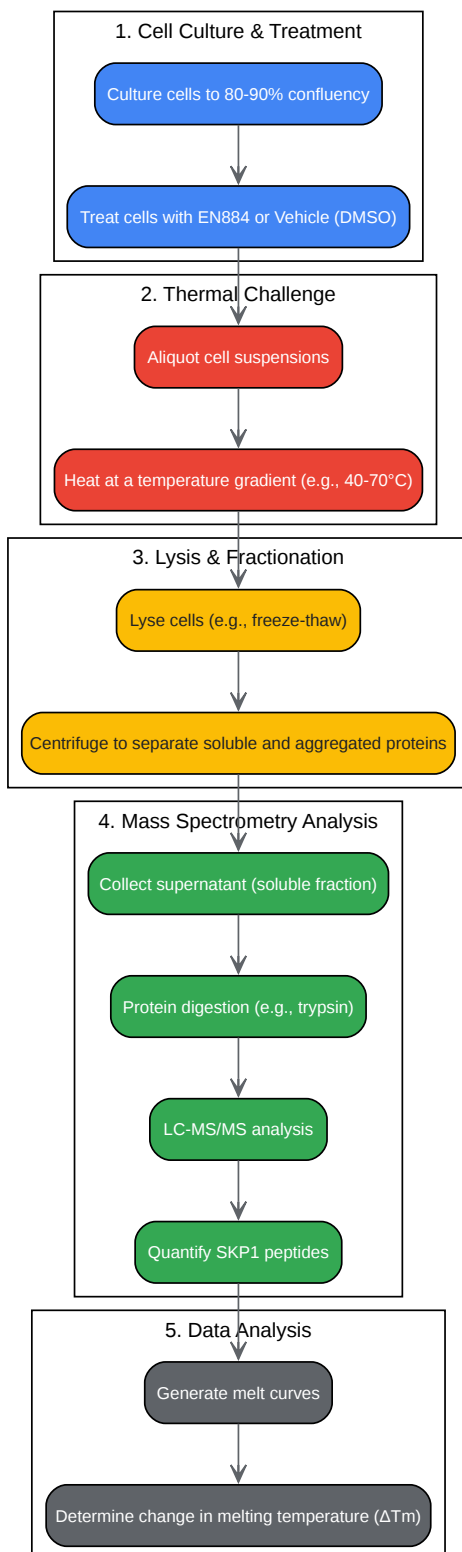 1. Cell Culture & Treatment
Culture cells to 80-90% confluency
Treat cells with EN884 or Vehicle (DMSO)
2. Thermal Challenge
Aliquot cell suspensions
Heat at a temperature gradient (e.g., 40-70°C)
3. Lysis & Fractionation
Lyse cells (e.g., freeze-thaw)
Centrifuge to separate soluble and aggregated proteins
4. Mass Spectrometry Analysis
Collect supernatant (soluble fraction)
Protein digestion (e.g., trypsin)
LC-MS/MS analysis
Quantify SKP1 peptides
5. Data Analysis
Generate melt curves
Determine change in melting temperature (ΔTm)